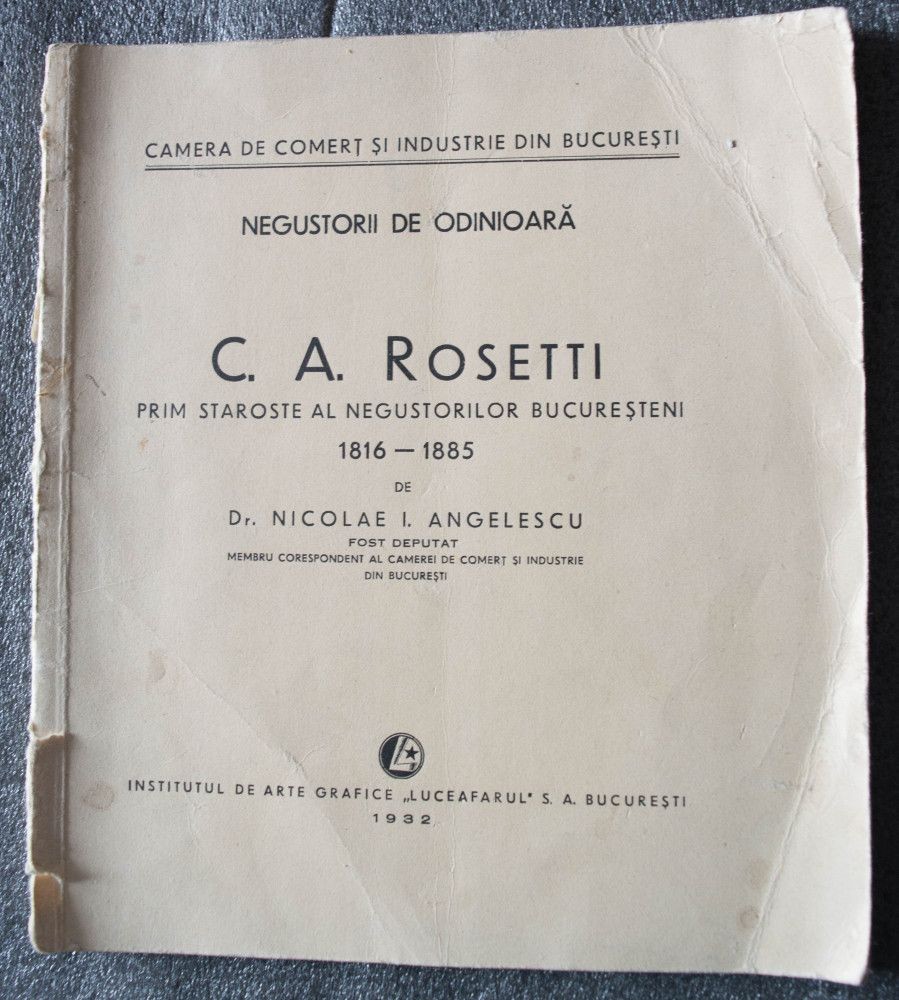 CAMERA DE COMERȚ ȘI INDUSTRIE DIN BUCUREȘTI
NEGUSTORII DE ODINIOARĂ
C. A. ROSETTI
PRIM STAROSTE AL NEGUSTORILOR BUCUREȘTENI
1816 — 1885
DE
Dr. NICOLAE I. ANGELESCU
FOST DEPUTAT
MEMBRU CORESPONDENT AL CAMEREI DE COMERȚ ȘI INDUSTRIE
DIN BUCUREȘTI
L
INSTITUTUL DE ARTE GRAFICE „LUCEAFARUL" S. A. BUCUREȘTI
1932